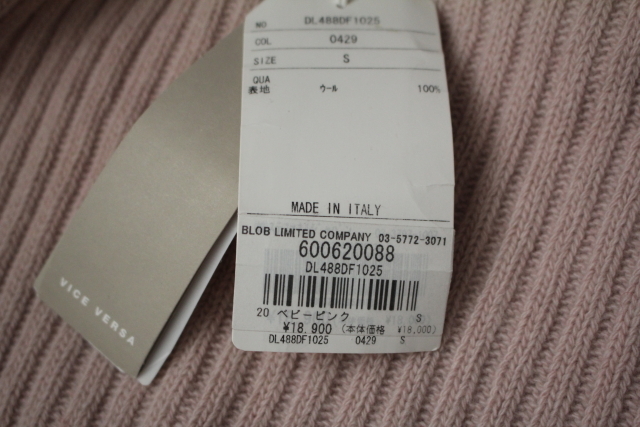 NO DL488DF1025
COL 0429
SIZE S
QUA
表地 ウール 100%
MADE IN ITALY
BLOB LIMITED COMPANY 03-5772-3071
600620088
DL488DF1025
20 ベビーピンク S
¥18.900 (本体価格 ¥18,000)
DL488DF1025 0429 S
VICE VERSA